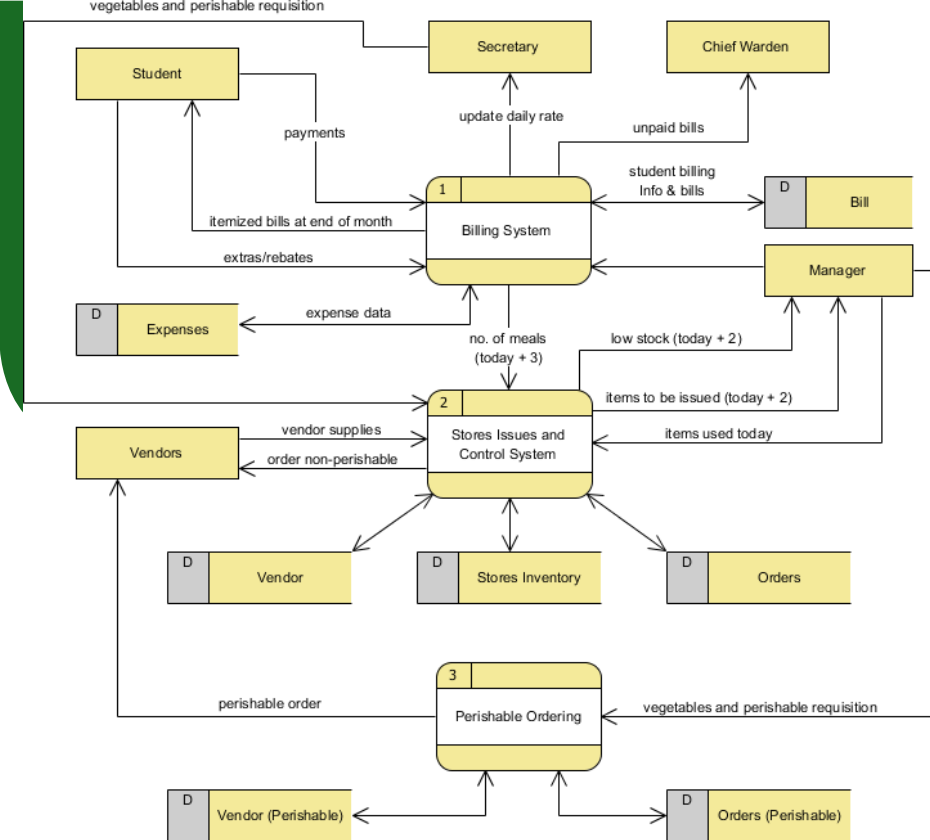 vegetables and perishable requisition
Secretary
Chief Warden
Student
update daily rate
payments
unpaid bills
student billing
Info & bills
1
D
Bill
itemized bills at end of month
Billing System
extras/rebates
Manager
D
Expenses
expense data
no. of meals
(today + 3)
low stock (today + 2)
2
items to be issued (today + 2)
vendor supplies
Stores Issues and
Control System
items used today
Vendors
order non-perishable
D
Vendor
D
Stores Inventory
D
Orders
3
perishable order
Perishable Ordering
vegetables and perishable requisition
D
Vendor (Perishable)
D
Orders (Perishable)